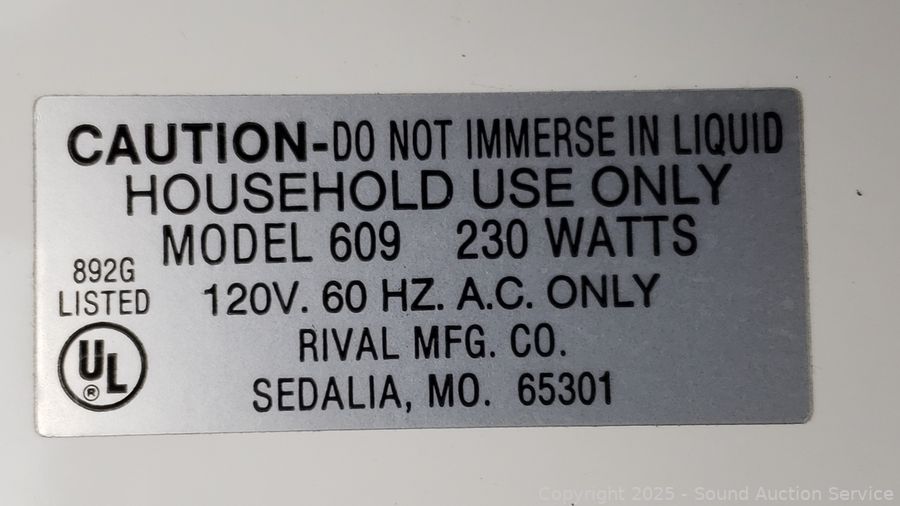 CAUTION-DO NOT IMMERSE IN LIQUID
HOUSEHOLD USE ONLY
MODEL 609 230 WATTS
892G
LISTED
120V. 60 HZ. A.C. ONLY
UL
®
RIVAL MFG. CO.
SEDALIA, MO. 65301
Copyright 2025 - Sound Auction Service